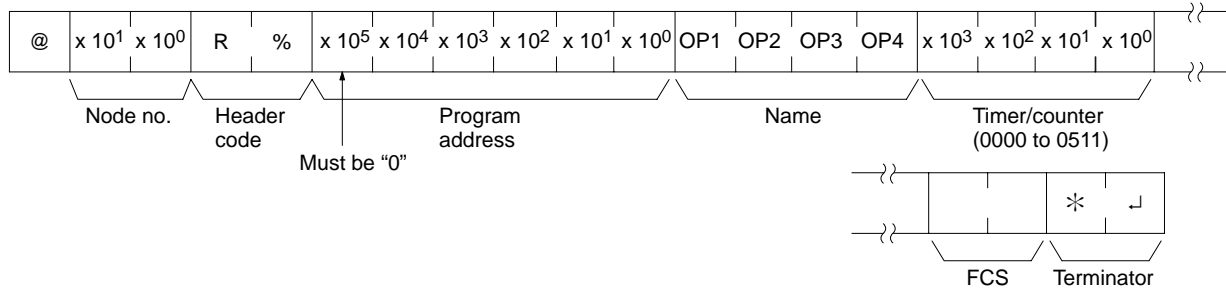 @ x 10¹ x 10⁰ R % x 10⁵ x 10⁴ x 10³ x 10² x 10¹ x 10⁰ OP1 OP2 OP3 OP4 x 10³ x 10² x 10¹ x 10⁰
Node no. Header code Program address Name Timer/counter (0000 to 0511)
Must be “0”
* ↵
FCS Terminator